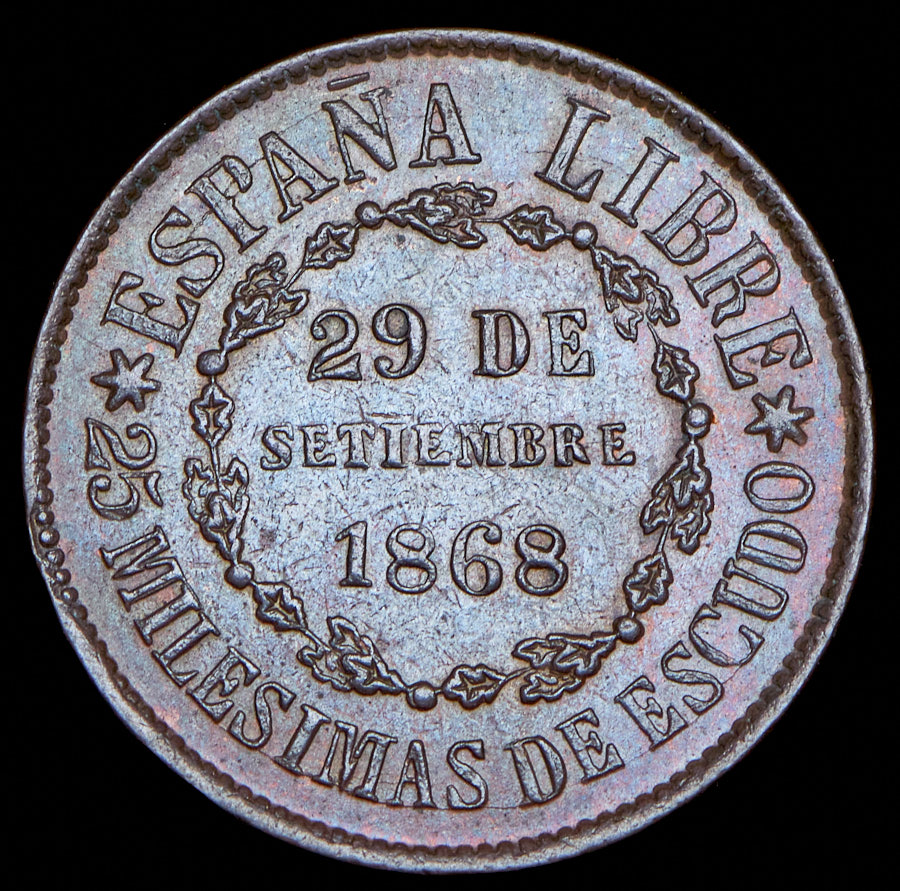 ESPAÑA LIBRE
29 DE
SETIEMBRE
1868
25 MILESIMAS DE ESCUDO